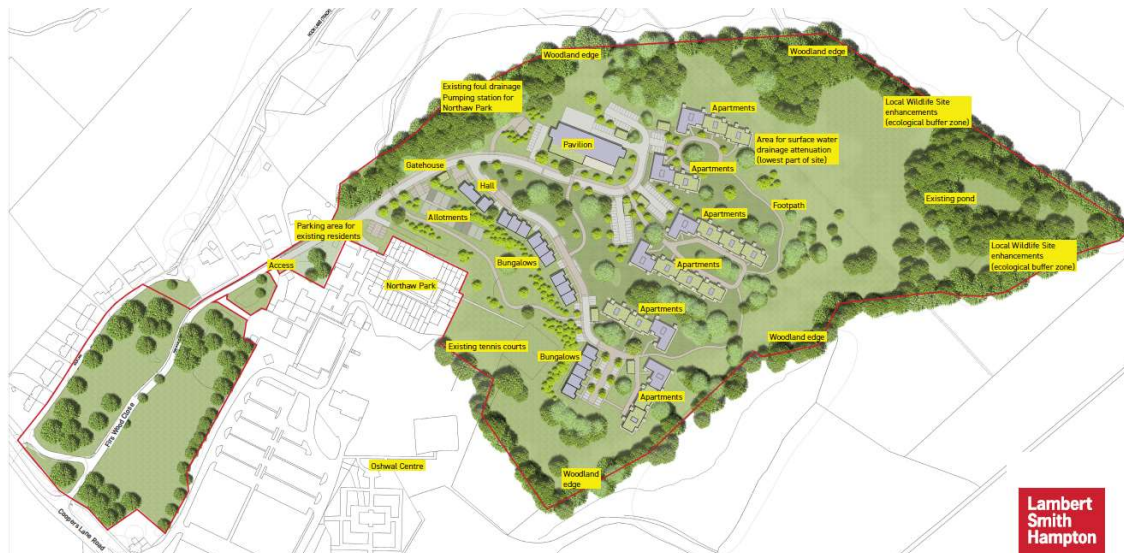 Woodland edge
Woodland edge
Existing foul drainage
Pumping station for
Northaw Park
Local Wildlife Site
enhancements
(ecological buffer zone)
Apartments
Pavilion
Area for surface water
drainage attenuation
(lowest part of site)
Gatehouse
Apartments
Hall
Existing pond
Footpath
Allotments
Apartments
Parking area for
existing residents
Local Wildlife Site
enhancements
(ecological buffer zone)
Access
Bungalows
Apartments
Northaw Park
Apartments
Woodland edge
Existing tennis courts
Bungalows
Apartments
Firs Wood Close
Oshwal Centre
Woodland
edge
Coopers Lane Road
Lambert
Smith
Hampton